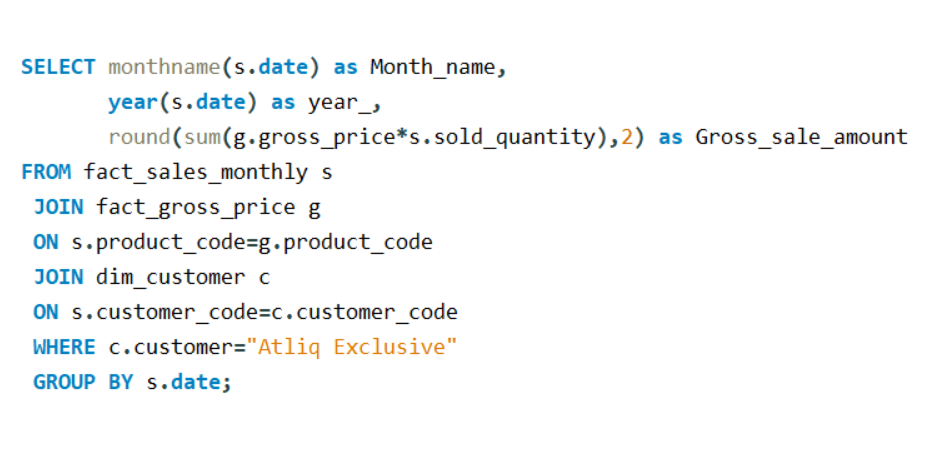 SELECT monthname(s.date) as Month_name,
year(s.date) as year_,
round(sum(g.gross_price*s.sold_quantity),2) as Gross_sale_amount
FROM fact_sales_monthly s
JOIN fact_gross_price g
ON s.product_code=g.product_code
JOIN dim_customer c
ON s.customer_code=c.customer_code
WHERE c.customer="Atliq Exclusive"
GROUP BY s.date;